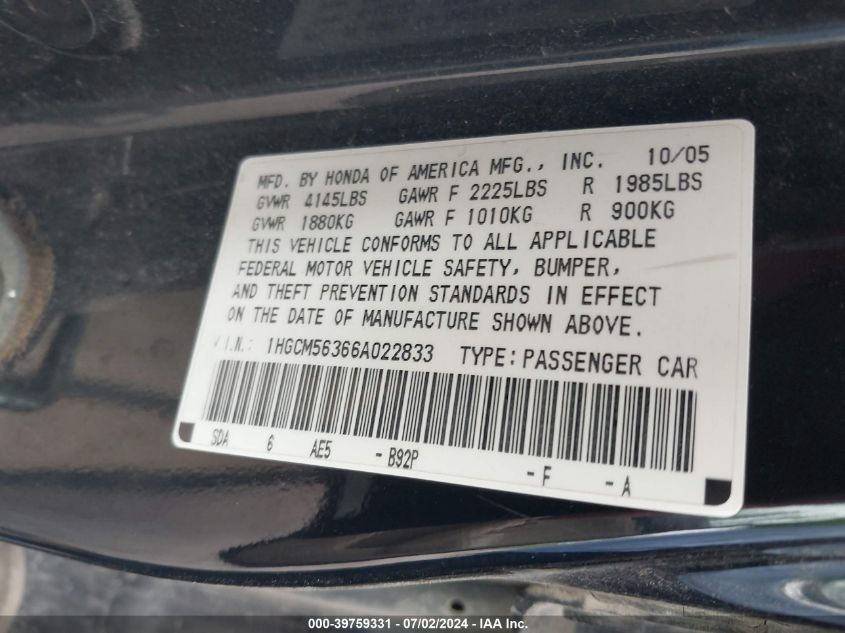 MFD. BY HONDA OF AMERICA MFG., INC. 10/05
GVWR 4145LBS GAWR F 2225LBS R 1985LBS
GVWR 1880KG GAWR F 1010KG R 900KG
THIS VEHICLE CONFORMS TO ALL APPLICABLE
FEDERAL MOTOR VEHICLE SAFETY, BUMPER,
AND THEFT PREVENTION STANDARDS IN EFFECT
ON THE DATE OF MANUFACTURE SHOWN ABOVE.
V.I.N.: 1HGCM56366A022833 TYPE:PASSENGER CAR
SDA 6 AE5 -B92P -F -A
000-39759331 - 07/02/2024 - IAA Inc.